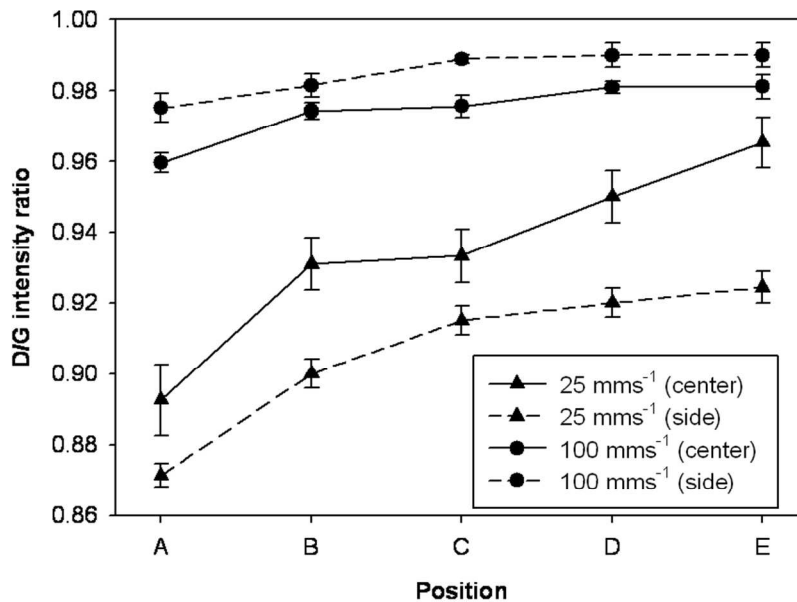 1.00
0.98
0.96
0.94
0.92
0.90
0.88
0.86
D/G intensity ratio
A B C D E
Position
25 mms⁻¹ (center)
25 mms⁻¹ (side)
100 mms⁻¹ (center)
100 mms⁻¹ (side)